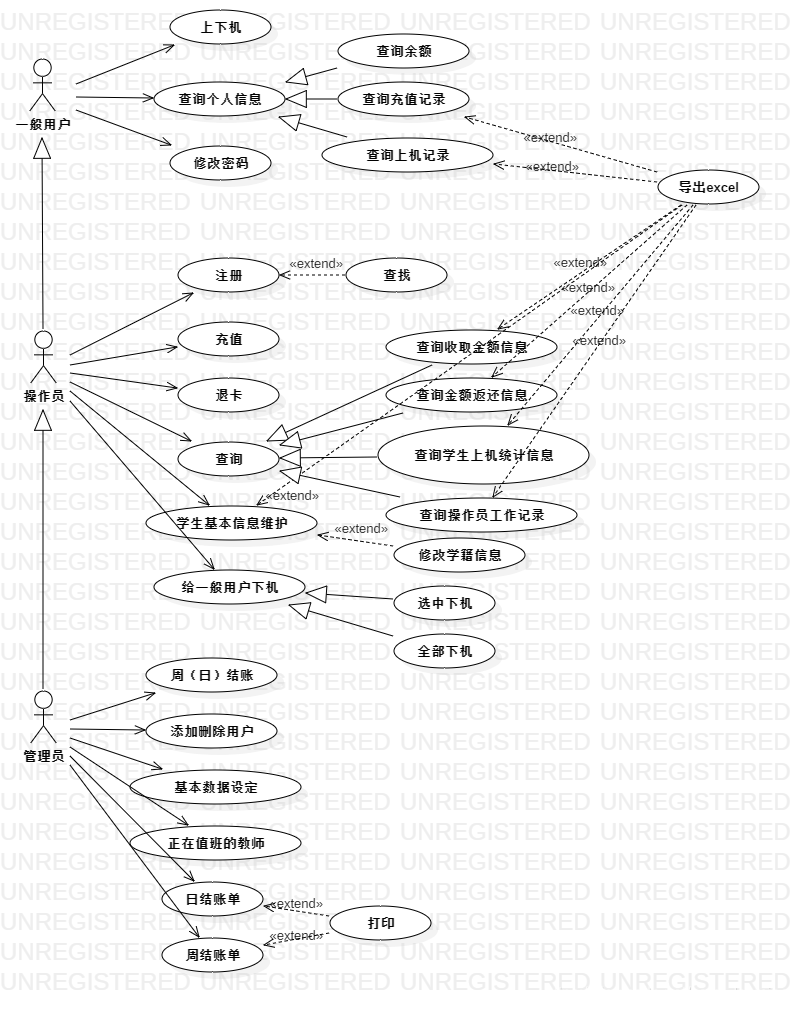 上下机
查询余额
查询个人信息
查询充值记录
一般用户
«extend»
修改密码
查询上机记录
«extend»
导出excel
«extend»
注册
«extend»
查找
«extend»
«extend»
充值
«extend»
查询收取金额信息
操作员
退卡
查询金额返还信息
查询
查询学生上机统计信息
«extend»
学生基本信息维护
查询操作员工作记录
«extend»
修改学籍信息
给一般用户下机
选中下机
全部下机
周（日）结账
添加删除用户
管理员
基本数据设定
正在值班的教师
日结账单
«extend»
打印
«extend»
周结账单
UNREGISTERED